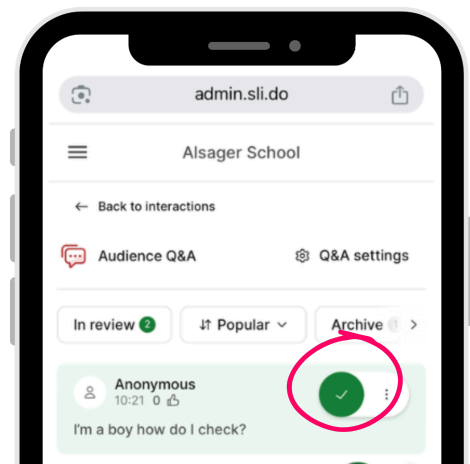 admin.sli.do
Alsager School
← Back to interactions
Audience Q&A Q&A settings
In review 2 Popular Archive
Anonymous
10:21 0
I'm a boy how do I check?